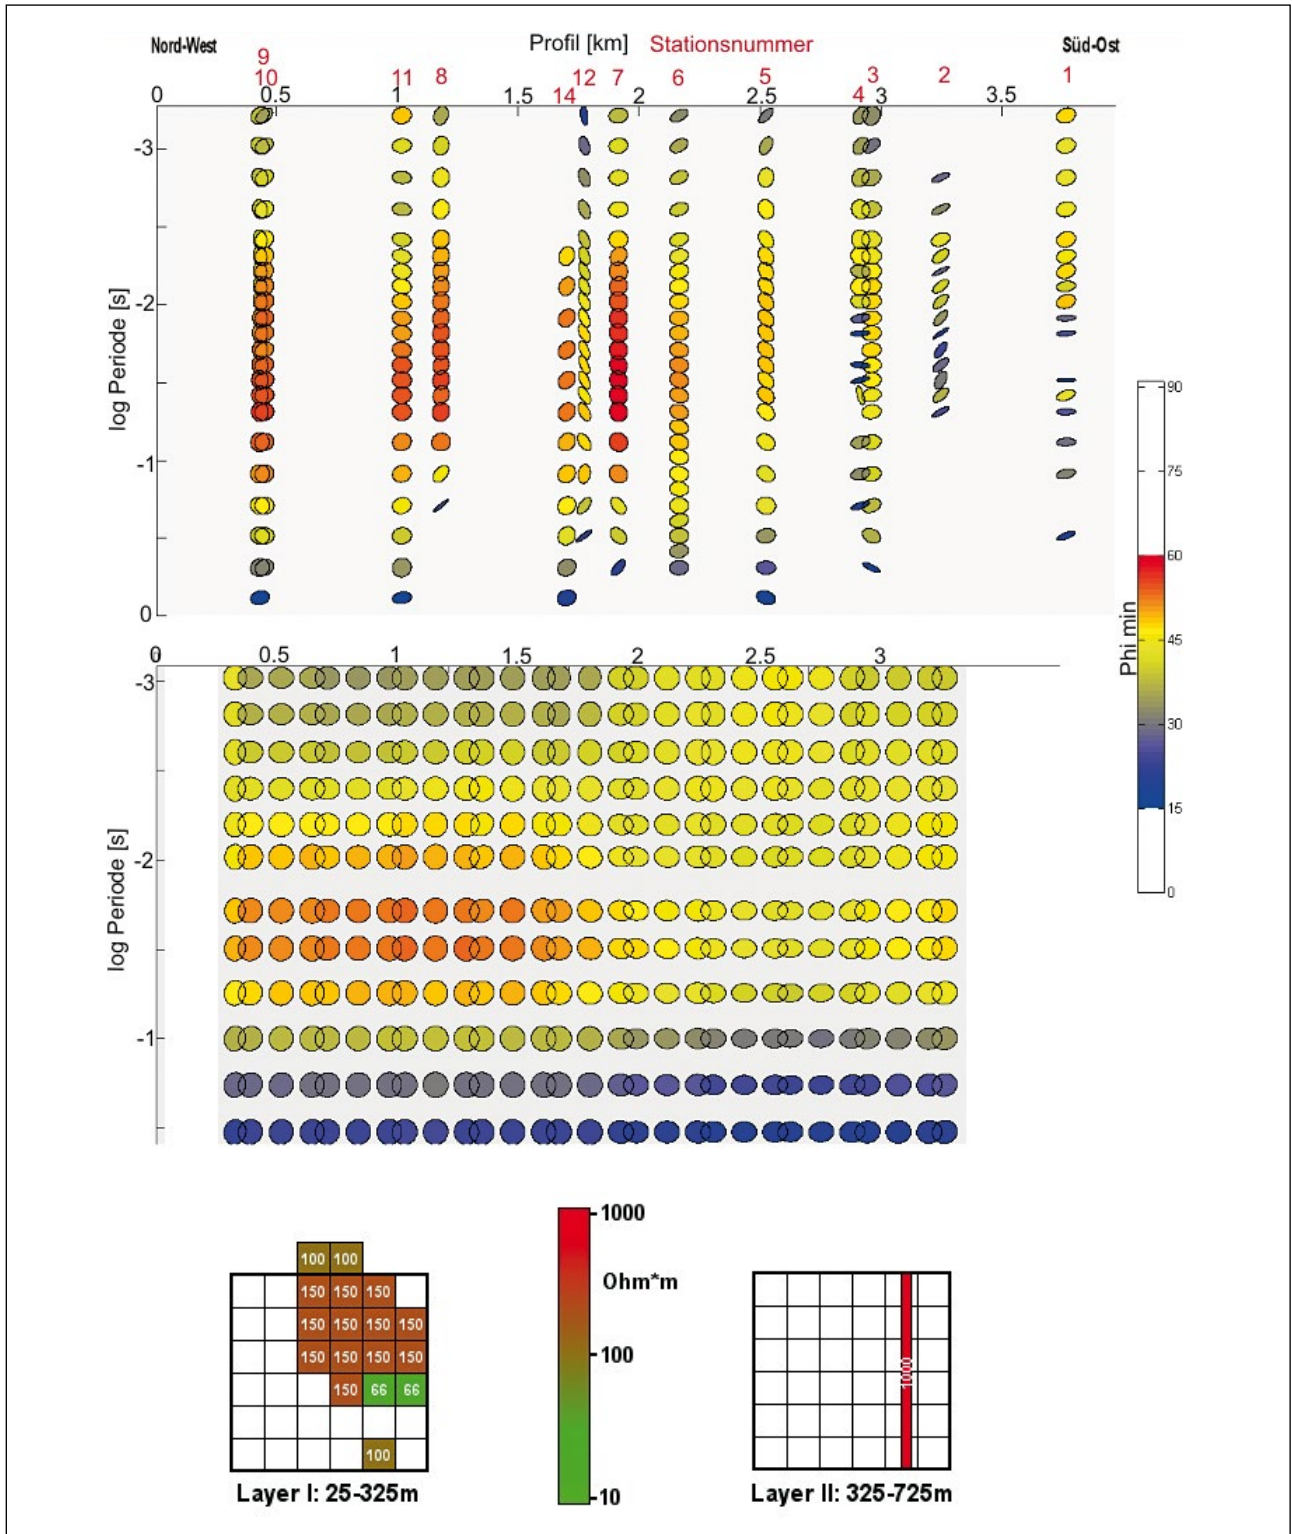 Nord-West Profil [km] Stationsnummer Süd-Ost
9 12 7 6 5 3 2 1
10 11 8 14 4
0 0.5 1 1.5 2 2.5 3 3.5
log Periode [s]
-3
-2
-1
0
0 0.5 1 1.5 2 2.5 3
log Periode [s]
-3
-2
-1
Phi min
90
75
60
45
30
15
0
100 100
150 150 150
150 150 150 150
150 150 150 150
150 66 66
100
Layer I: 25-325m
1000
Ohm*m
100
10
1000
Layer II: 325-725m